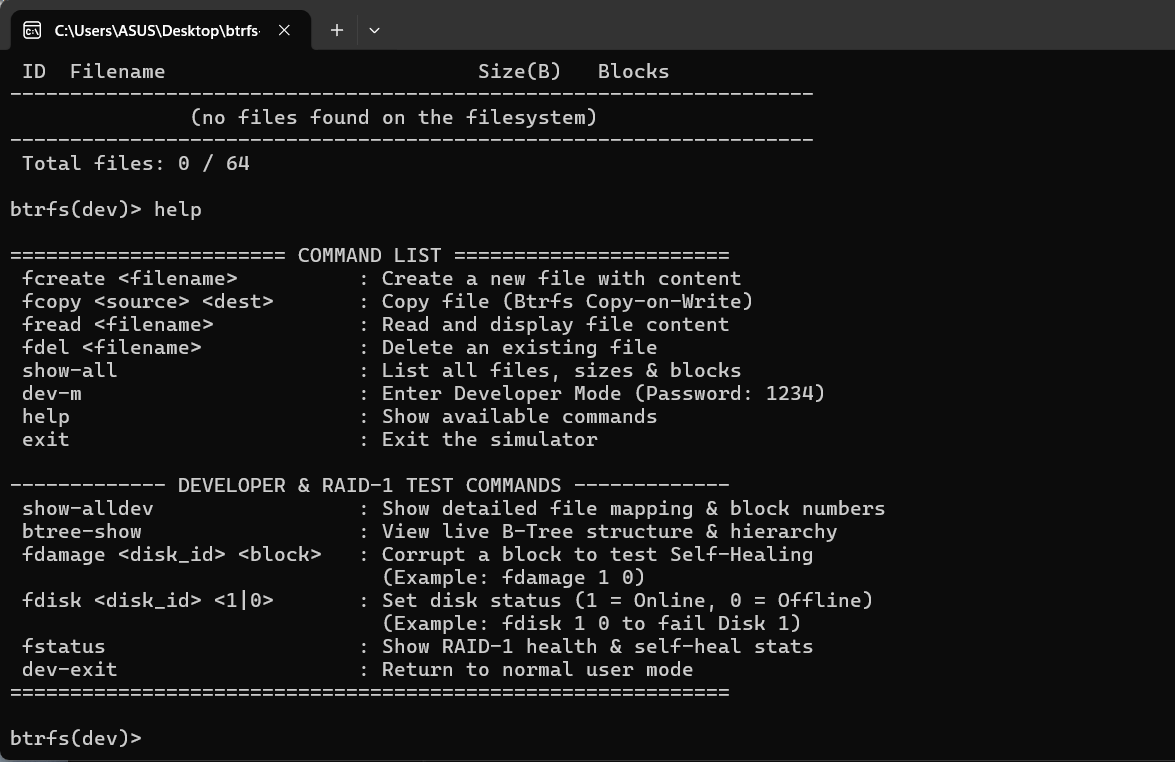 C:\Users\ASUS\Desktop\btrfs-
ID  Filename                          Size(B)   Blocks
-------------------------------------------------------------------
               (no files found on the filesystem)
-------------------------------------------------------------------
 Total files: 0 / 64
btrfs(dev)> help
======================= COMMAND LIST =======================
 fcreate <filename>          : Create a new file with content
 fcopy <source> <dest>       : Copy file (Btrfs Copy-on-Write)
 fread <filename>            : Read and display file content
 fdel <filename>             : Delete an existing file
 show-all                    : List all files, sizes & blocks
 dev-m                       : Enter Developer Mode (Password: 1234)
 help                        : Show available commands
 exit                        : Exit the simulator
------------- DEVELOPER & RAID-1 TEST COMMANDS -------------
 show-alldev                 : Show detailed file mapping & block numbers
 btree-show                  : View live B-Tree structure & hierarchy
 fdamage <disk_id> <block>   : Corrupt a block to test Self-Healing
                               (Example: fdamage 1 0)
 fdisk <disk_id> <1|0>       : Set disk status (1 = Online, 0 = Offline)
                               (Example: fdisk 1 0 to fail Disk 1)
 fstatus                     : Show RAID-1 health & self-heal stats
 dev-exit                    : Return to normal user mode
============================================================
btrfs(dev)>